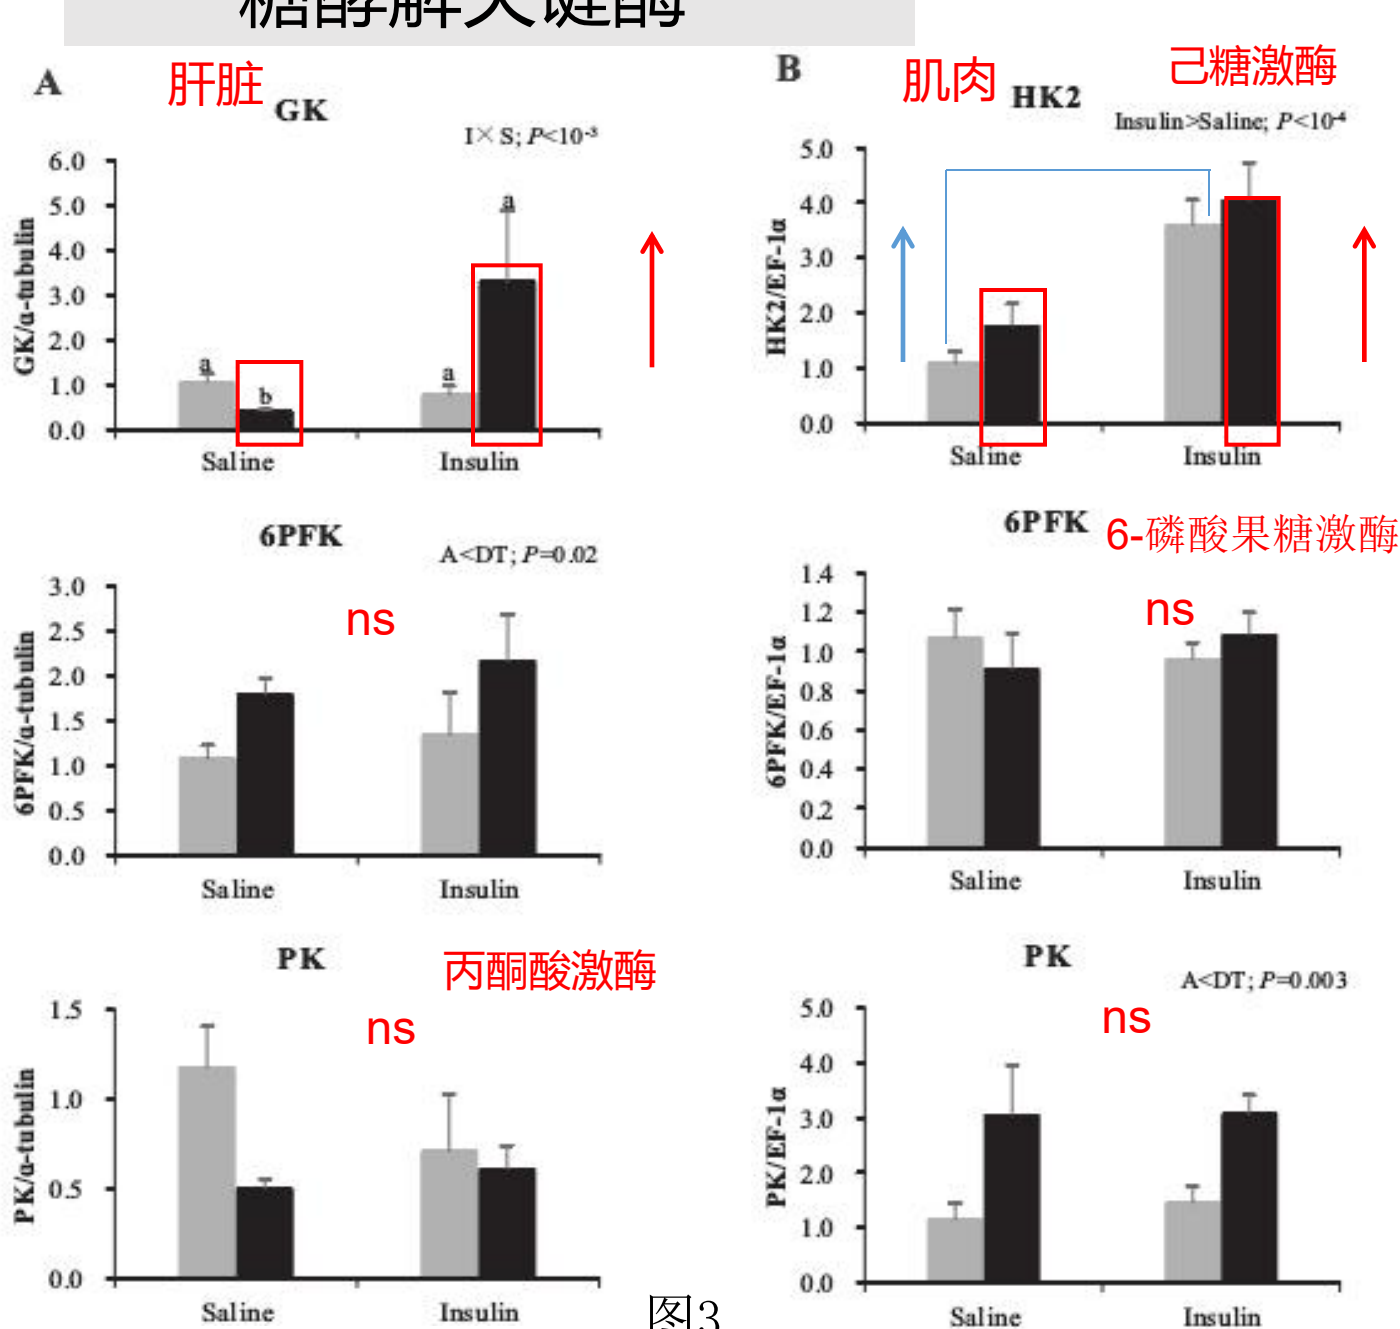 糖酵解关键酶
A 肝脏 GK
I×S; P<10⁻³
GK/α-tubulin
6.0
5.0
4.0
3.0
2.0
1.0
0.0
a
b
a
a
Saline Insulin
B 肌肉 HK2 己糖激酶
Insulin>Saline; P<10⁻⁴
HK2/EF-1α
5.0
4.0
3.0
2.0
1.0
0.0
Saline Insulin
6PFK
A<DT; P=0.02
ns
6PFK/α-tubulin
3.0
2.5
2.0
1.5
1.0
0.5
0.0
Saline Insulin
6PFK 6-磷酸果糖激酶
ns
6PFK/EF-1α
1.4
1.2
1.0
0.8
0.6
0.4
0.2
0.0
Saline Insulin
PK 丙酮酸激酶
ns
PK/α-tubulin
1.5
1.0
0.5
0.0
Saline Insulin
PK
A<DT; P=0.003
ns
PK/EF-1α
5.0
4.0
3.0
2.0
1.0
0.0
Saline Insulin
图3